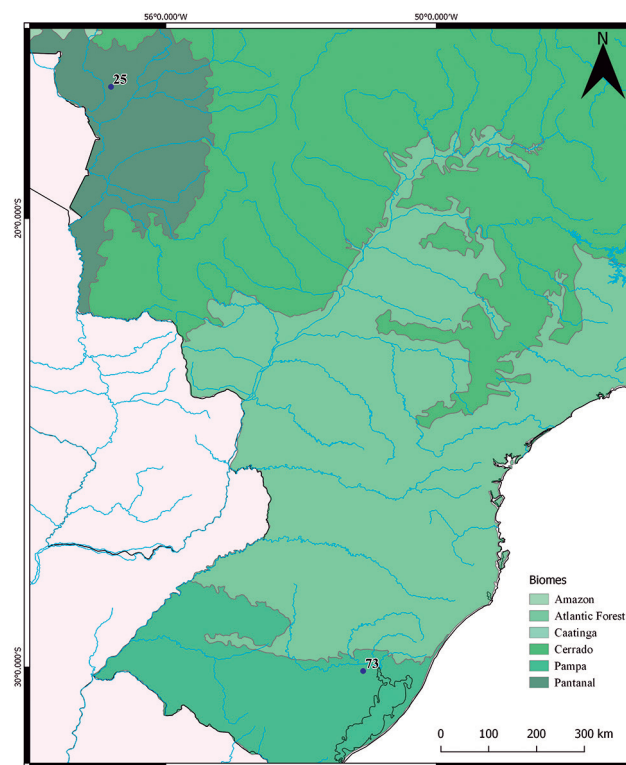 56°0.000'W
50°0.000'W
N
25
20°0.000'S
30°0.000'S
73
Biomes
Amazon
Atlantic Forest
Caatinga
Cerrado
Pampa
Pantanal
0 100 200 300 km